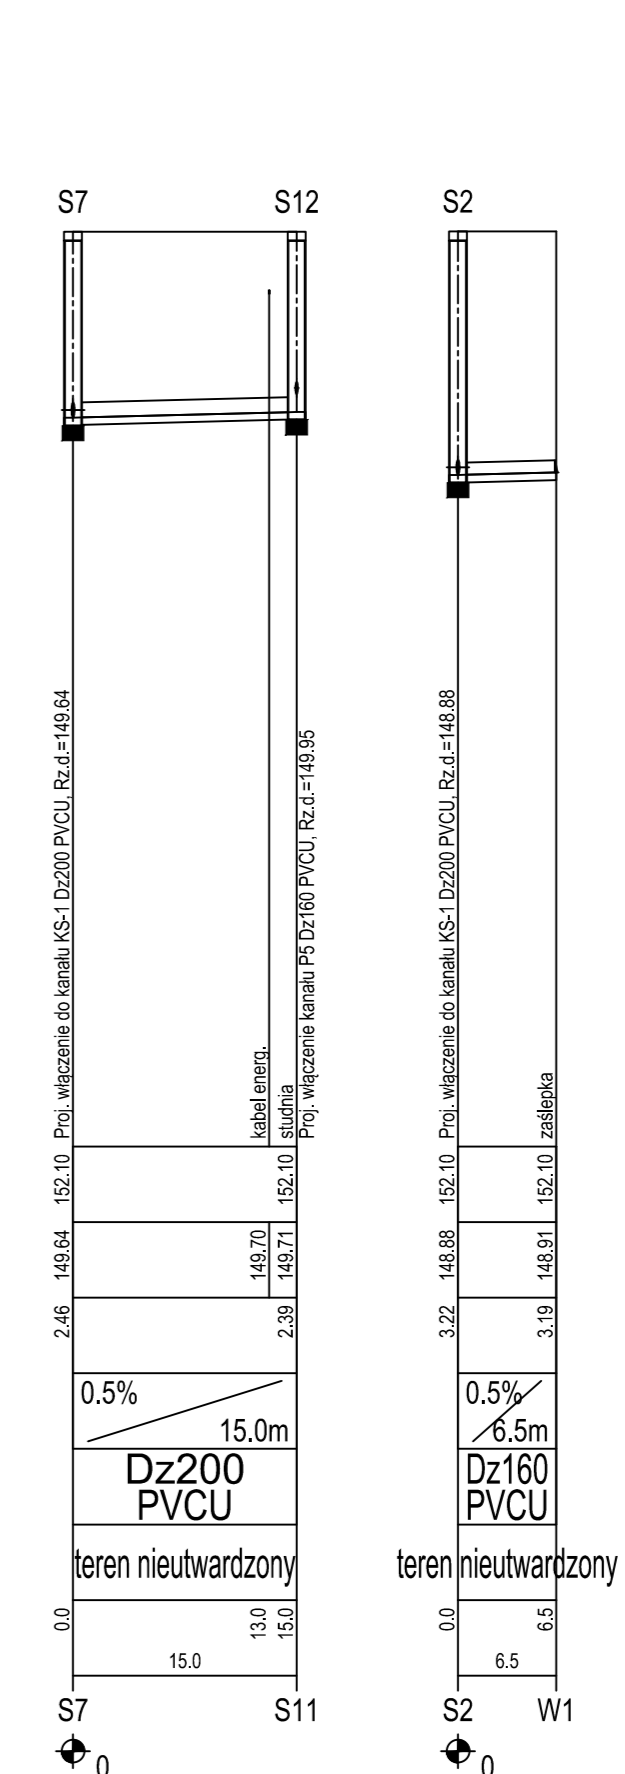 S7
S12
Proj. włączenie do kanału KS-1 Dz200 PVCU, Rz.d.=149.64
kabel energ.
studnia
Proj. włączenie kanału P5 Dz160 PVCU, Rz.d.=149.95
152.10
152.10
149.64
149.70
149.71
2.46
2.39
0.5%
15.0m
Dz200
PVCU
teren nieutwardzony
0.0
13.0
15.0
15.0
S7
S11
0
S2
Proj. włączenie do kanału KS-1 Dz200 PVCU, Rz.d.=148.88
zaślepka
152.10
152.10
148.88
148.91
3.22
3.19
0.5%
6.5m
Dz160
PVCU
teren nieutwardzony
0.0
6.5
6.5
S2
W1
0